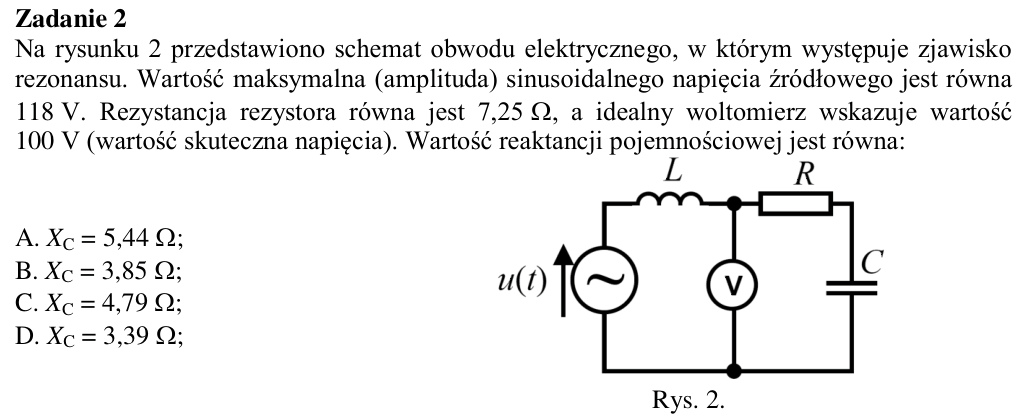 Zadanie 2
Na rysunku 2 przedstawiono schemat obwodu elektrycznego, w którym występuje zjawisko
rezonansu. Wartość maksymalna (amplituda) sinusoidalnego napięcia źródłowego jest równa
118 V. Rezystancja rezystora równa jest 7,25 Ω, a idealny woltomierz wskazuje wartość
100 V (wartość skuteczna napięcia). Wartość reaktancji pojemnościowej jest równa:
L
R
A. XC = 5,44 Ω;
B. XC = 3,85 Ω;
C. XC = 4,79 Ω;
D. XC = 3,39 Ω;
u(t)
V
C
Rys. 2.